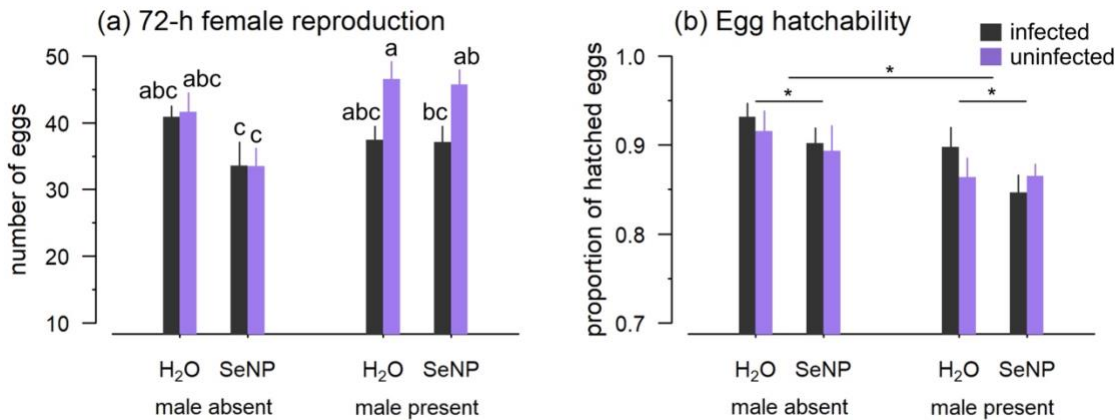 (a) 72-h female reproduction
number of eggs
50
40
30
20
10
abc
abc
c
c
abc
a
bc
ab
H₂O SeNP H₂O SeNP
male absent male present
(b) Egg hatchability
infected
uninfected
proportion of hatched eggs
1.0
0.9
0.8
0.7
*
*
*
H₂O SeNP H₂O SeNP
male absent male present